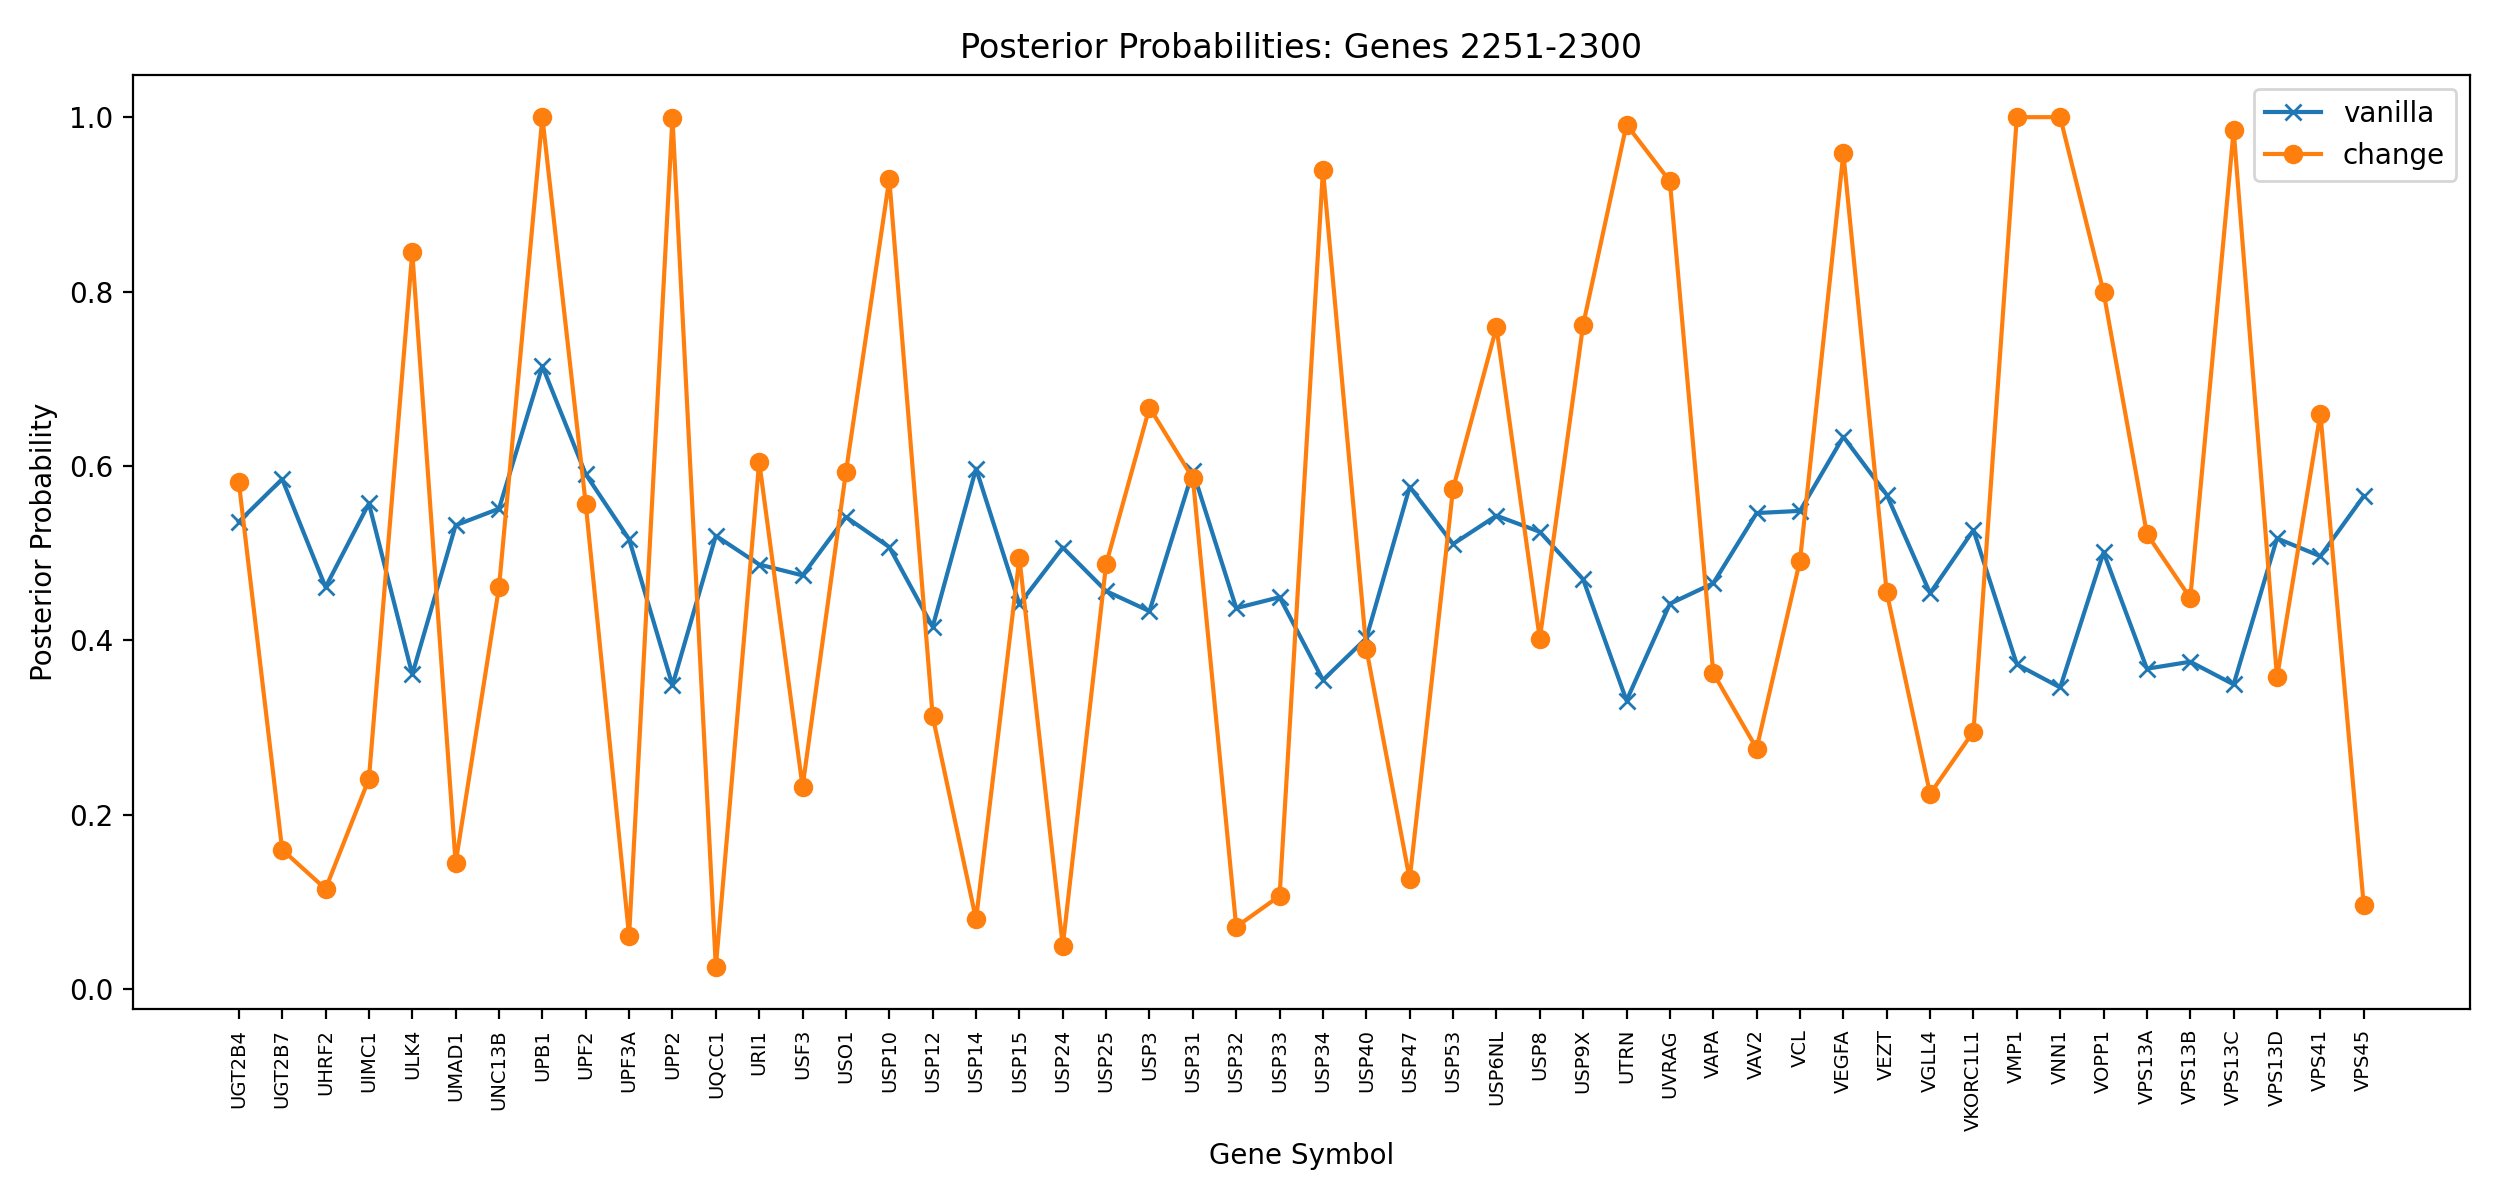 Posterior Probabilities: Genes 2251-2300
vanilla
change
Posterior Probability
1.0
0.8
0.6
0.4
0.2
0.0
UGT2B4
UGT2B7
UHRF2
UIMC1
ULK4
UMAD1
UNC13B
UPB1
UPF2
UPF3A
UPP2
UQCC1
URI1
USF3
USO1
USP10
USP12
USP14
USP15
USP24
USP25
USP3
USP31
USP32
USP33
USP34
USP40
USP47
USP53
USP6NL
USP8
USP9X
UTRN
UVRAG
VAPA
VAV2
VCL
VEGFA
VEZT
VGLL4
VKORC1L1
VMP1
VNN1
VOPP1
VPS13A
VPS13B
VPS13C
VPS13D
VPS41
VPS45
Gene Symbol